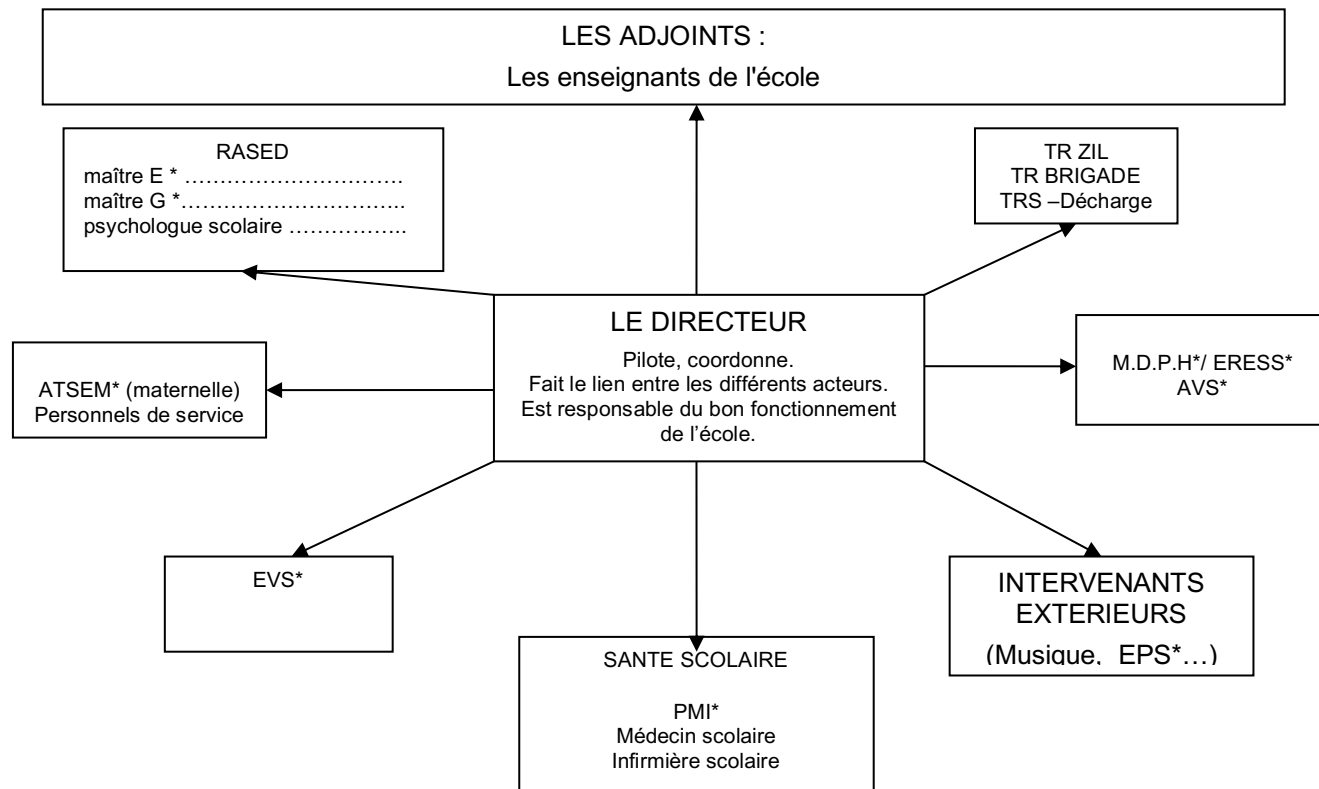 LES ADJOINTS :
Les enseignants de l'école
RASED
maître E * ……………………………
maître G *…………………………..
psychologue scolaire ……………..
TR ZIL
TR BRIGADE
TRS –Décharge
LE DIRECTEUR
Pilote, coordonne.
Fait le lien entre les différents acteurs.
Est responsable du bon fonctionnement
de l’école.
ATSEM* (maternelle)
Personnels de service
M.D.P.H*/ ERESS*
AVS*
EVS*
SANTE SCOLAIRE
PMI*
Médecin scolaire
Infirmière scolaire
INTERVENANTS
EXTERIEURS
(Musique, EPS*…)